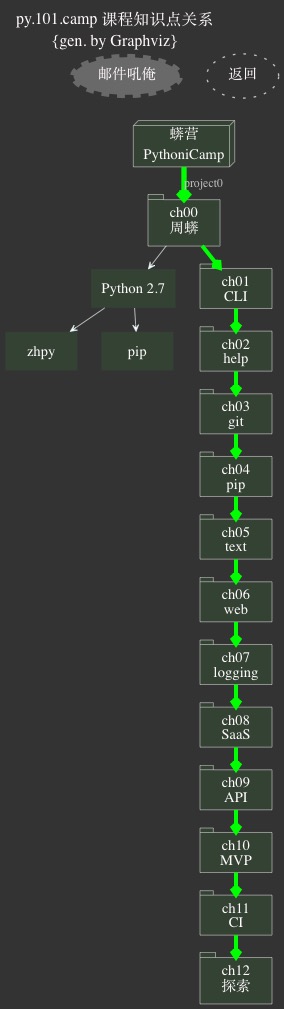 py.101.camp 课程知识点关系
{gen. by Graphviz}
邮件吼俺
返回
蟒营
PythoniCamp
project0
ch00
周蟒
Python 2.7
ch01
CLI
zhpy
pip
ch02
help
ch03
git
ch04
pip
ch05
text
ch06
web
ch07
logging
ch08
SaaS
ch09
API
ch10
MVP
ch11
CI
ch12
探索